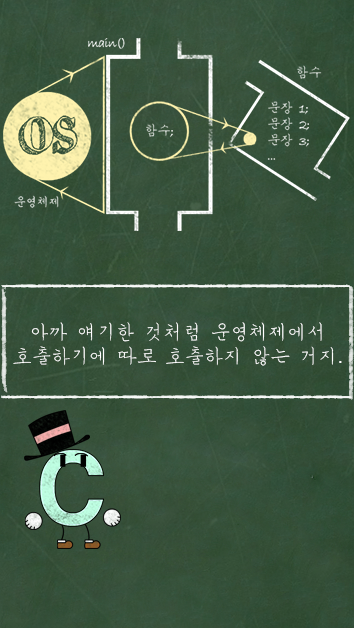 main()
함수
OS
함수;
문장 1;
문장 2;
문장 3;
...
운영체제
아까 얘기한 것처럼 운영체제에서
호출하기에 따로 호출하지 않는 거지.
C